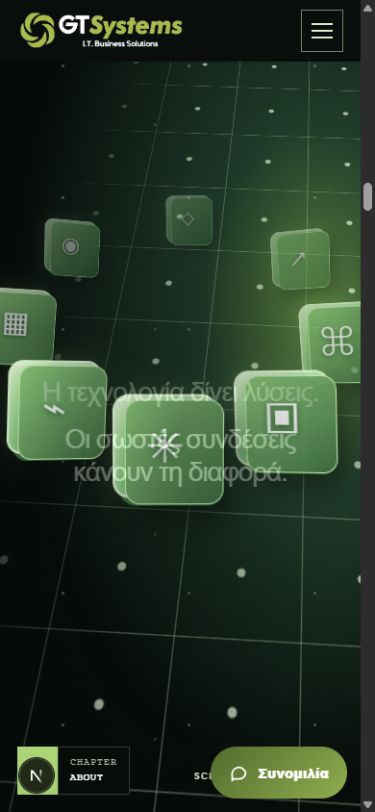 GTSystems
I.T. Business Solutions
Η τεχνολογία δίνει λύσεις.
Οι σωστές συνδέσεις
κάνουν τη διαφορά.
CHAPTER
N ABOUT
Συνομιλία